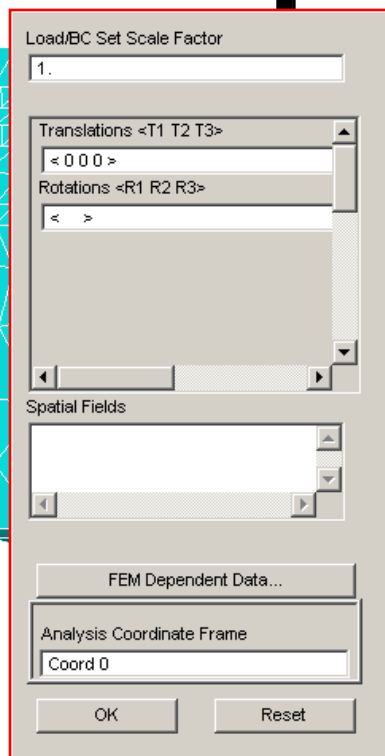 Load/BC Set Scale Factor
1.
Translations <T1 T2 T3>
< 0 0 0 >
Rotations <R1 R2 R3>
<   >
Spatial Fields
FEM Dependent Data...
Analysis Coordinate Frame
Coord 0
OK Reset